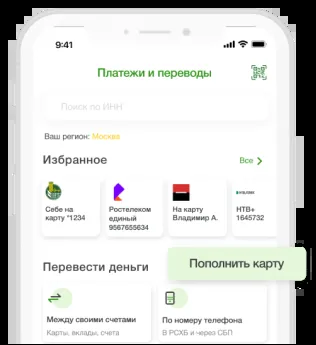 9:41
Платежи и переводы
Поиск по ИНН
Ваш регион: Москва
Избранное
Все
Себе на
карту *1234
Ростелеком
единый
9567655634
На карту
Владимир А.
НТВ+
1645732
Перевести деньги
Пополнить карту
Между своими счетами
Карты, вклады, счета
По номеру телефона
В РСХБ и через СБП